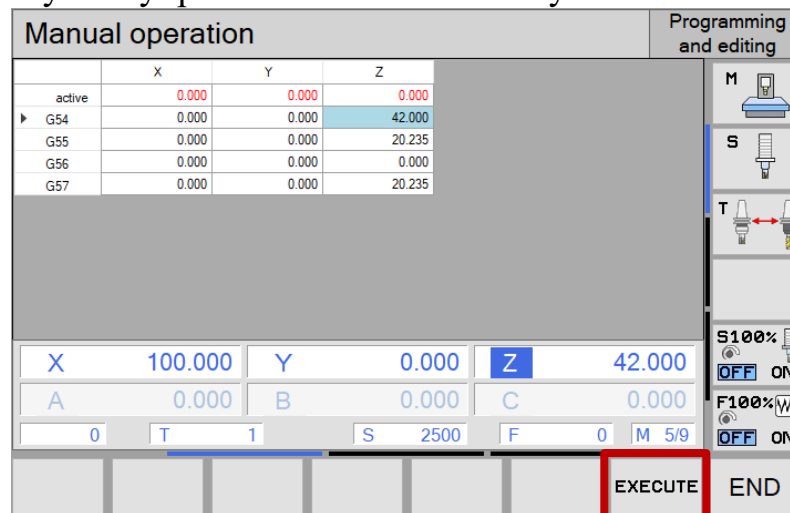 Manual operation
Programming
and editing
X Y Z
active 0.000 0.000 0.000
G54 0.000 0.000 42.000
G55 0.000 0.000 20.235
G56 0.000 0.000 0.000
G57 0.000 0.000 20.235
M
S
T
S100%
OFF ON
F100% W
OFF ON
X 100.000 Y 0.000 Z 42.000
A 0.000 B 0.000 C 0.000
0 T 1 S 2500 F 0 M 5/9
EXECUTE END